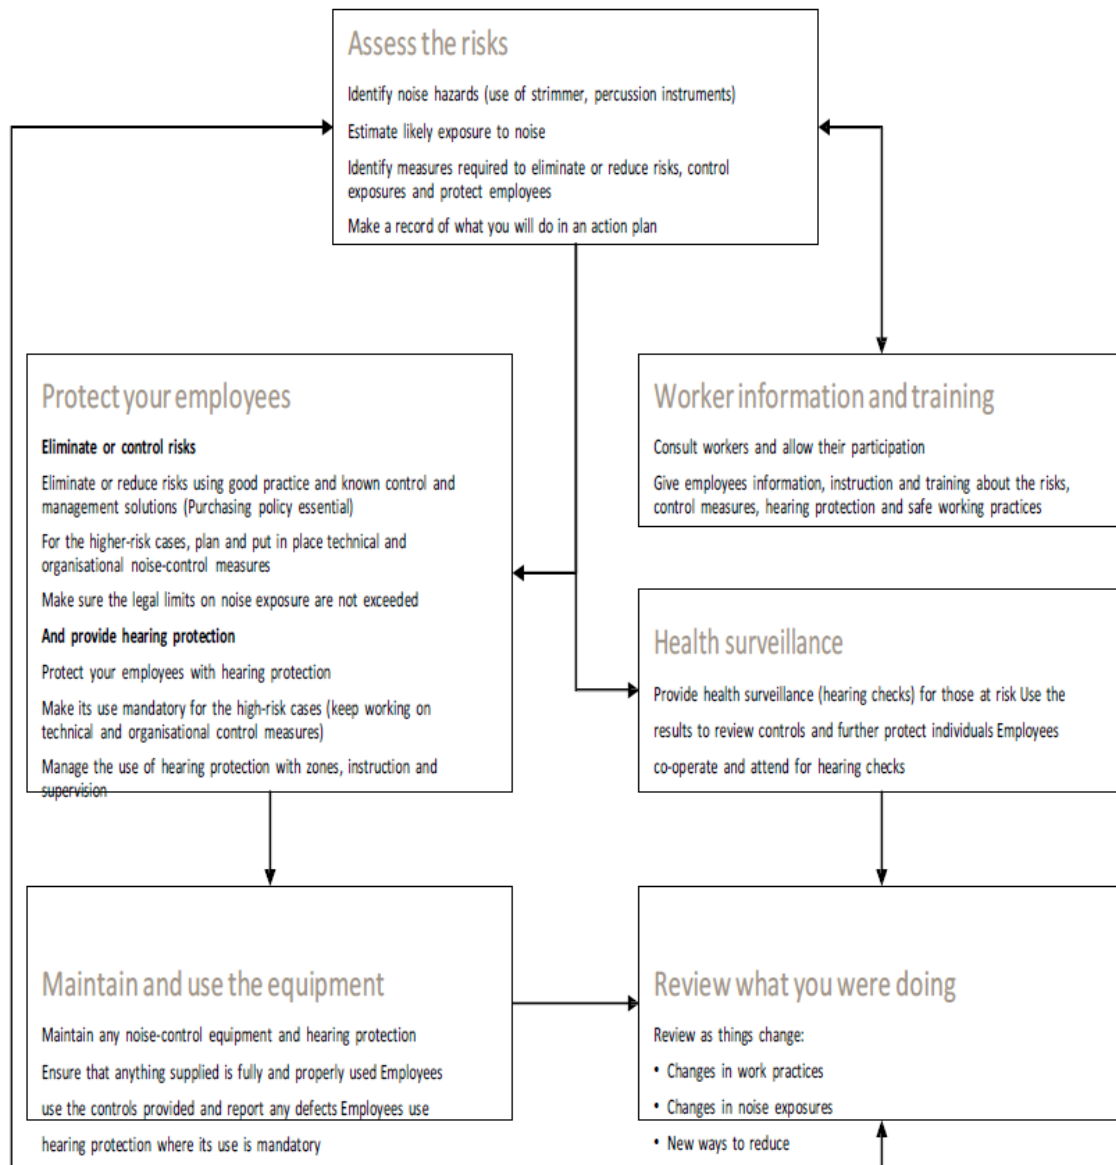 Assess the risks
Identify noise hazards (use of strimmer, percussion instruments)
Estimate likely exposure to noise
Identify measures required to eliminate or reduce risks, control
exposures and protect employees
Make a record of what you will do in an action plan
Protect your employees
Eliminate or control risks
Eliminate or reduce risks using good practice and known control and
management solutions (Purchasing policy essential)
For the higher-risk cases, plan and put in place technical and
organisational noise-control measures
Make sure the legal limits on noise exposure are not exceeded
And provide hearing protection
Protect your employees with hearing protection
Make its use mandatory for the high-risk cases (keep working on
technical and organisational control measures)
Manage the use of hearing protection with zones, instruction and
supervision
Worker information and training
Consult workers and allow their participation
Give employees information, instruction and training about the risks,
control measures, hearing protection and safe working practices
Health surveillance
Provide health surveillance (hearing checks) for those at risk Use the
results to review controls and further protect individuals Employees
co-operate and attend for hearing checks
Maintain and use the equipment
Maintain any noise-control equipment and hearing protection
Ensure that anything supplied is fully and properly used Employees
use the controls provided and report any defects Employees use
hearing protection where its use is mandatory
Review what you were doing
Review as things change:
• Changes in work practices
• Changes in noise exposures
• New ways to reduce